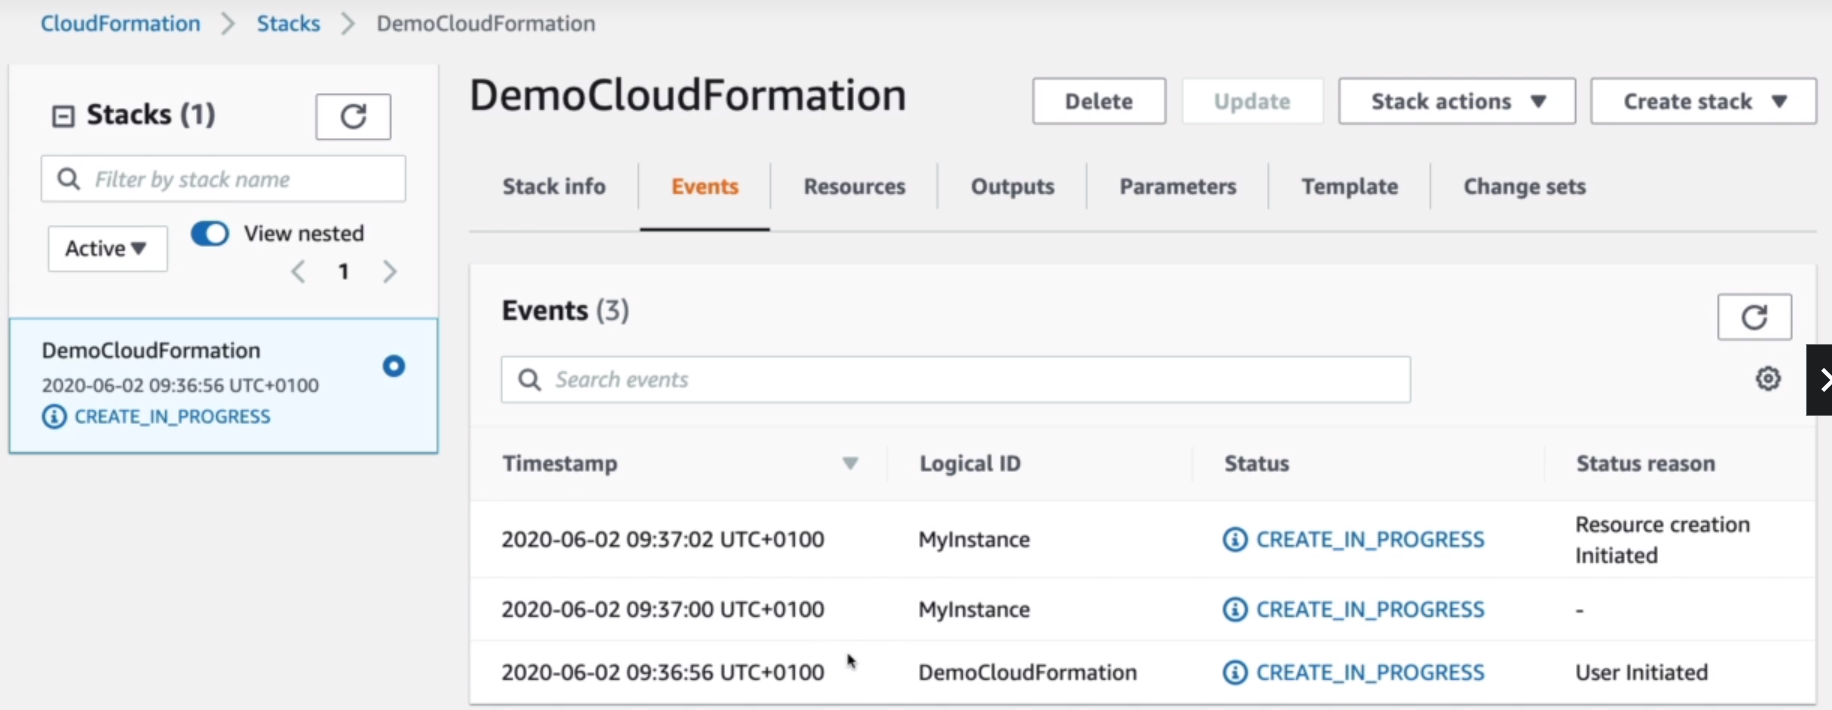 CloudFormation > Stacks > DemoCloudFormation
Stacks (1)
Filter by stack name
Active
View nested
1
DemoCloudFormation
2020-06-02 09:36:56 UTC+0100
CREATE_IN_PROGRESS
DemoCloudFormation
Delete
Update
Stack actions
Create stack
Stack info
Events
Resources
Outputs
Parameters
Template
Change sets
Events (3)
Search events
Timestamp Logical ID Status Status reason
2020-06-02 09:37:02 UTC+0100 MyInstance CREATE_IN_PROGRESS Resource creation
Initiated
2020-06-02 09:37:00 UTC+0100 MyInstance CREATE_IN_PROGRESS -
2020-06-02 09:36:56 UTC+0100 DemoCloudFormation CREATE_IN_PROGRESS User Initiated